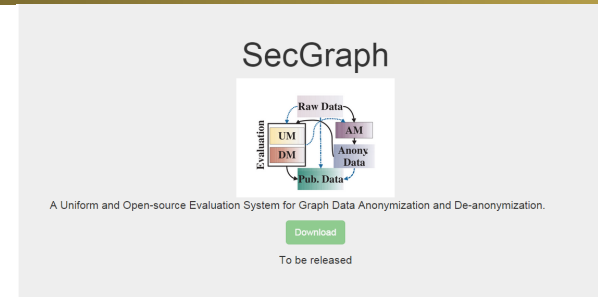 SecGraph
Raw Data
Evaluation
UM
AM
DM
Anony.
Data
Pub. Data
A Uniform and Open-source Evaluation System for Graph Data Anonymization and De-anonymization.
Download
To be released